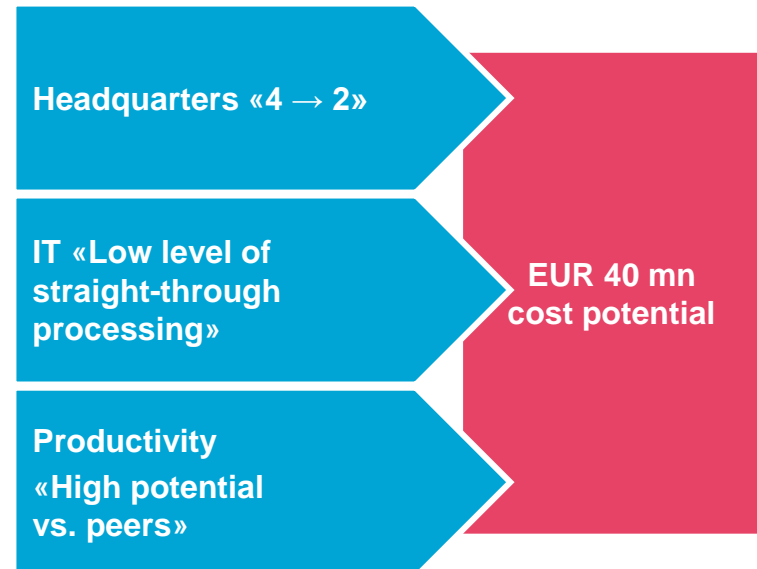 Headquarters «4 → 2»
IT «Low level of
straight-through
processing»
EUR 40 mn
cost potential
Productivity
«High potential
vs. peers»